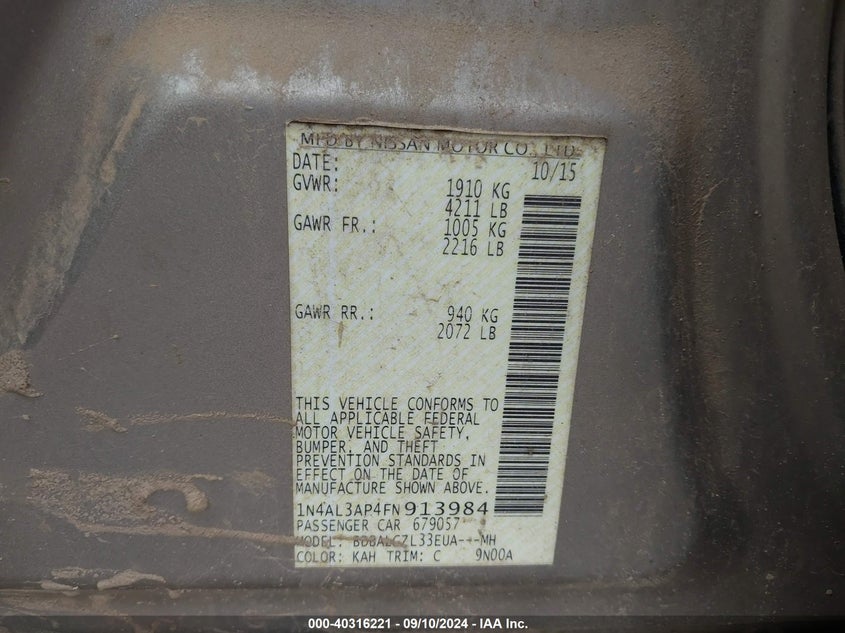 MFD BY NISSAN MOTOR CO., LTD.
DATE: 10/15
GVWR: 1910 KG
4211 LB
GAWR FR.: 1005 KG
2216 LB
GAWR RR.: 940 KG
2072 LB
THIS VEHICLE CONFORMS TO
ALL APPLICABLE FEDERAL
MOTOR VEHICLE SAFETY,
BUMPER, AND THEFT
PREVENTION STANDARDS IN
EFFECT ON THE DATE OF
MANUFACTURE SHOWN ABOVE.
1N4AL3AP4FN913984
PASSENGER CAR 679057
MODEL:
COLOR: KAH TRIM: C 9N00A
000-40316221 - 09/10/2024 - IAA Inc.